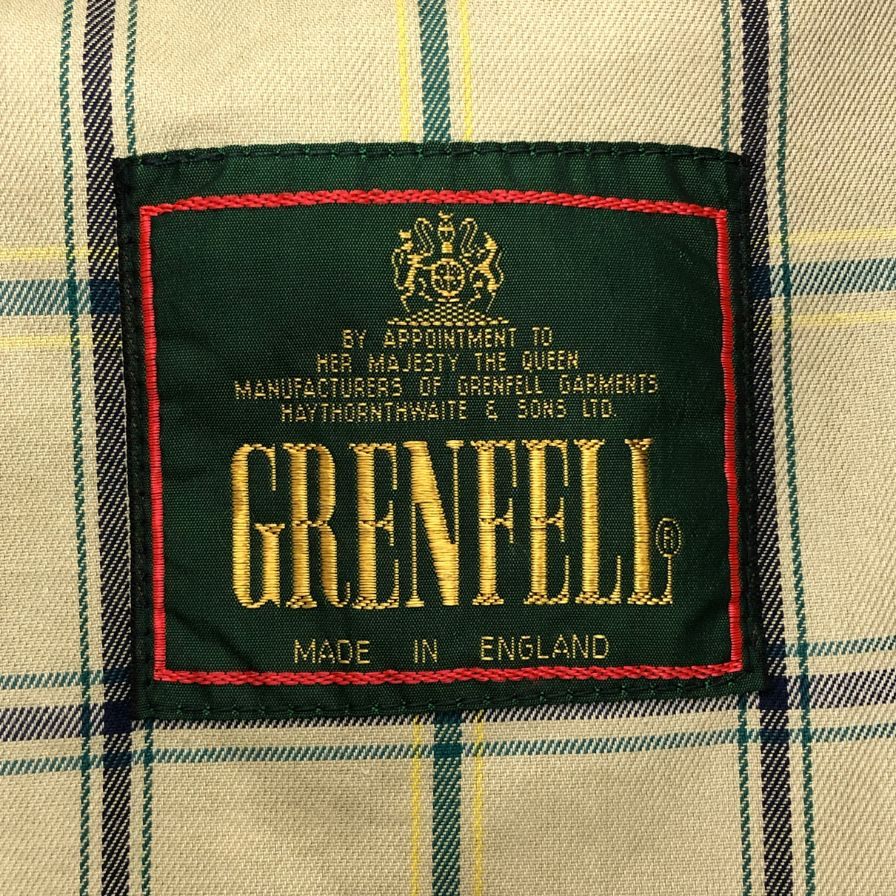 BY APPOINTMENT TO
HER MAJESTY THE QUEEN
MANUFACTURERS OF GRENFELL GARMENTS
HAYTHORNTHWAITE & SONS LTD.
GRENFELL®
MADE IN ENGLAND